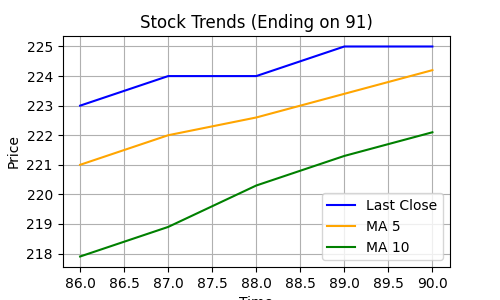 Stock Trends (Ending on 91)
225
224
223
222
221
220
219
218
Price
Last Close
MA 5
MA 10
86.0 86.5 87.0 87.5 88.0 88.5 89.0 89.5 90.0
Time